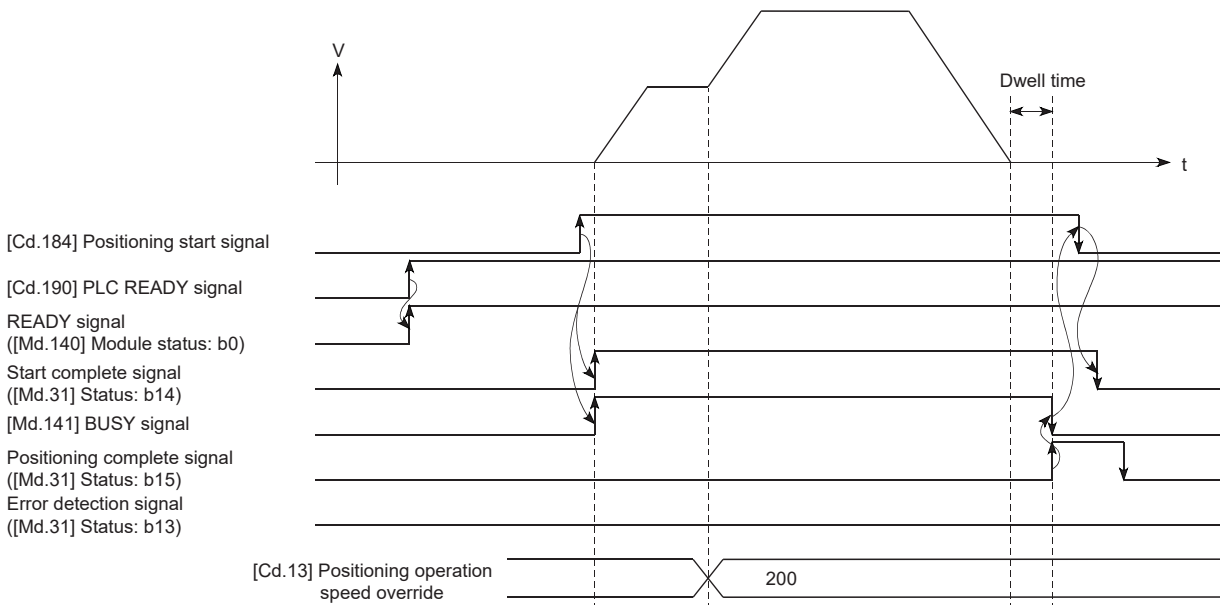 V
Dwell time
t
[Cd.184] Positioning start signal
[Cd.190] PLC READY signal
READY signal
([Md.140] Module status: b0)
Start complete signal
([Md.31] Status: b14)
[Md.141] BUSY signal
Positioning complete signal
([Md.31] Status: b15)
Error detection signal
([Md.31] Status: b13)
[Cd.13] Positioning operation
speed override
200